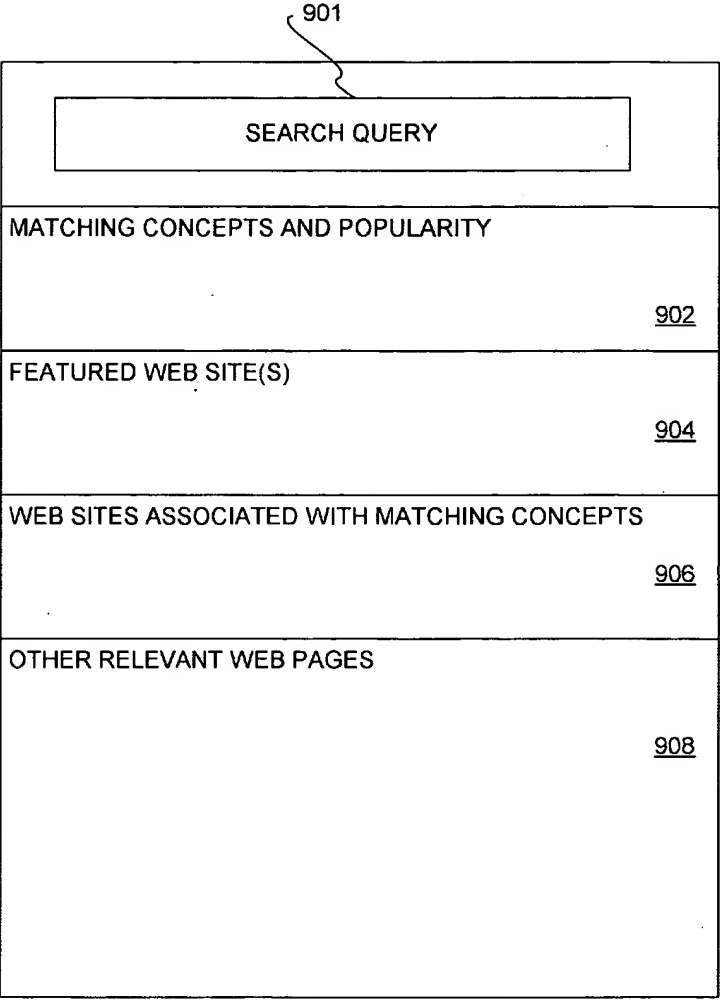 901
SEARCH QUERY
MATCHING CONCEPTS AND POPULARITY
902
FEATURED WEB SITE(S)
904
WEB SITES ASSOCIATED WITH MATCHING CONCEPTS
906
OTHER RELEVANT WEB PAGES
908